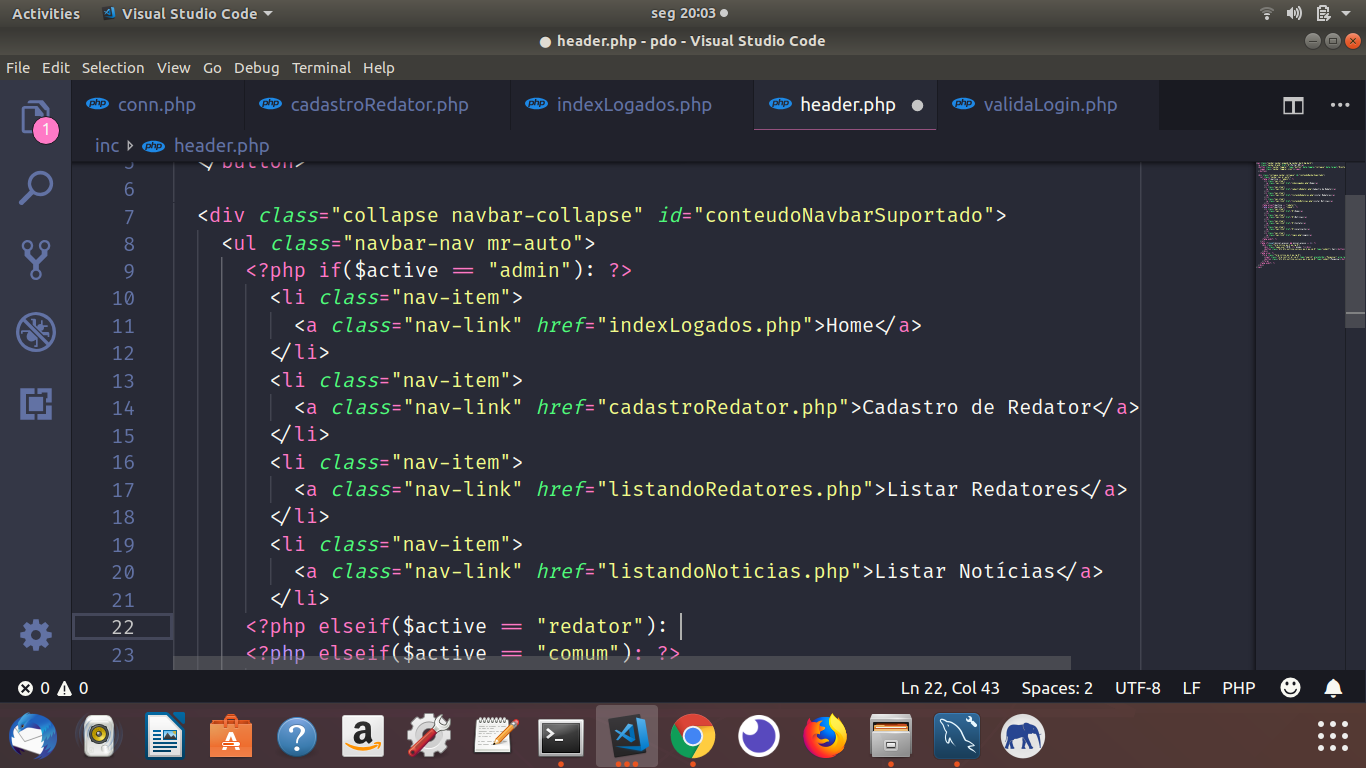 Activities
Visual Studio Code
seg 20:03
● header.php - pdo - Visual Studio Code
File Edit Selection View Go Debug Terminal Help
1
php conn.php
php cadastroRedator.php
php indexLogados.php
php header.php
php validaLogin.php
inc php header.php
5 </button>
6
7 <div class="collapse navbar-collapse" id="conteudoNavbarSuportado">
8 <ul class="navbar-nav mr-auto">
9 <?php if($active == "admin"): ?>
10 <li class="nav-item">
11 <a class="nav-link" href="indexLogados.php">Home</a>
12 </li>
13 <li class="nav-item">
14 <a class="nav-link" href="cadastroRedator.php">Cadastro de Redator</a>
15 </li>
16 <li class="nav-item">
17 <a class="nav-link" href="listandoRedatores.php">Listar Redatores</a>
18 </li>
19 <li class="nav-item">
20 <a class="nav-link" href="listandoNoticias.php">Listar Notícias</a>
21 </li>
22 <?php elseif($active == "redator"):
23 <?php elseif($active == "comum"): ?>
0 0
Ln 22, Col 43 Spaces: 2 UTF-8 LF PHP